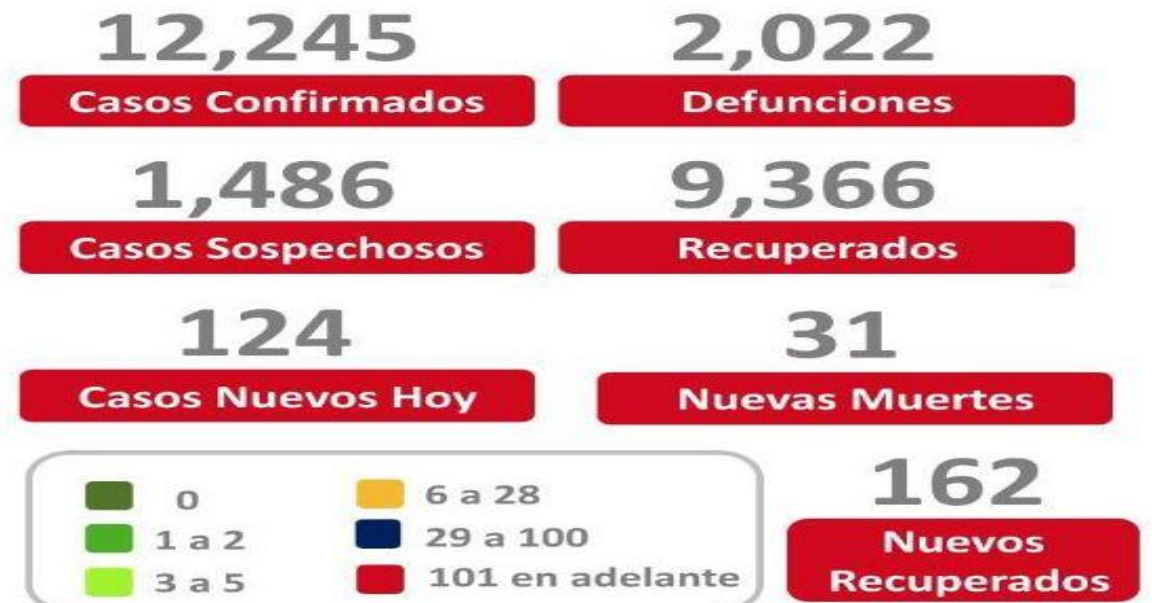 12,245
Casos Confirmados
2,022
Defunciones
1,486
Casos Sospechosos
9,366
Recuperados
124
Casos Nuevos Hoy
31
Nuevas Muertes
0
1 a 2
3 a 5
6 a 28
29 a 100
101 en adelante
162
Nuevos
Recuperados